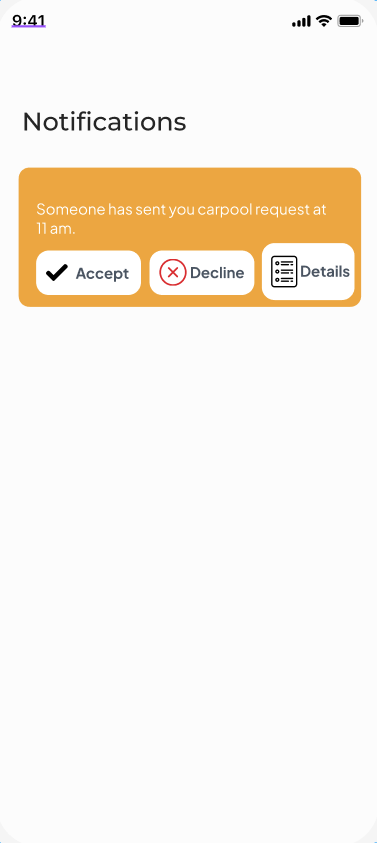 9:41
Notifications
Someone has sent you carpool request at
11 am.
Accept
Decline
Details